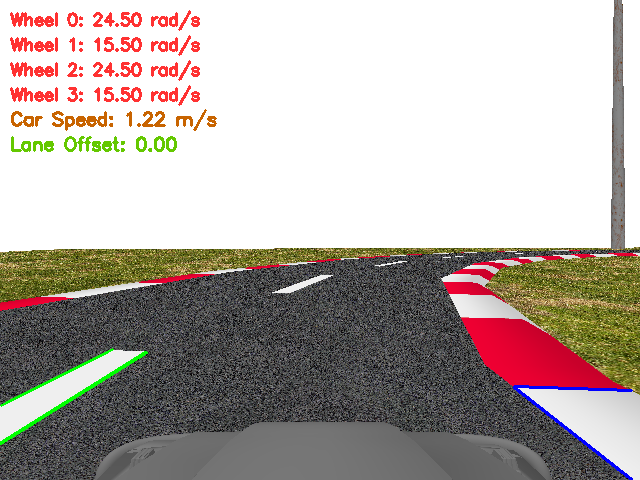 Wheel 0: 24.50 rad/s
Wheel 1: 15.50 rad/s
Wheel 2: 24.50 rad/s
Wheel 3: 15.50 rad/s
Car Speed: 1.22 m/s
Lane Offset: 0.00